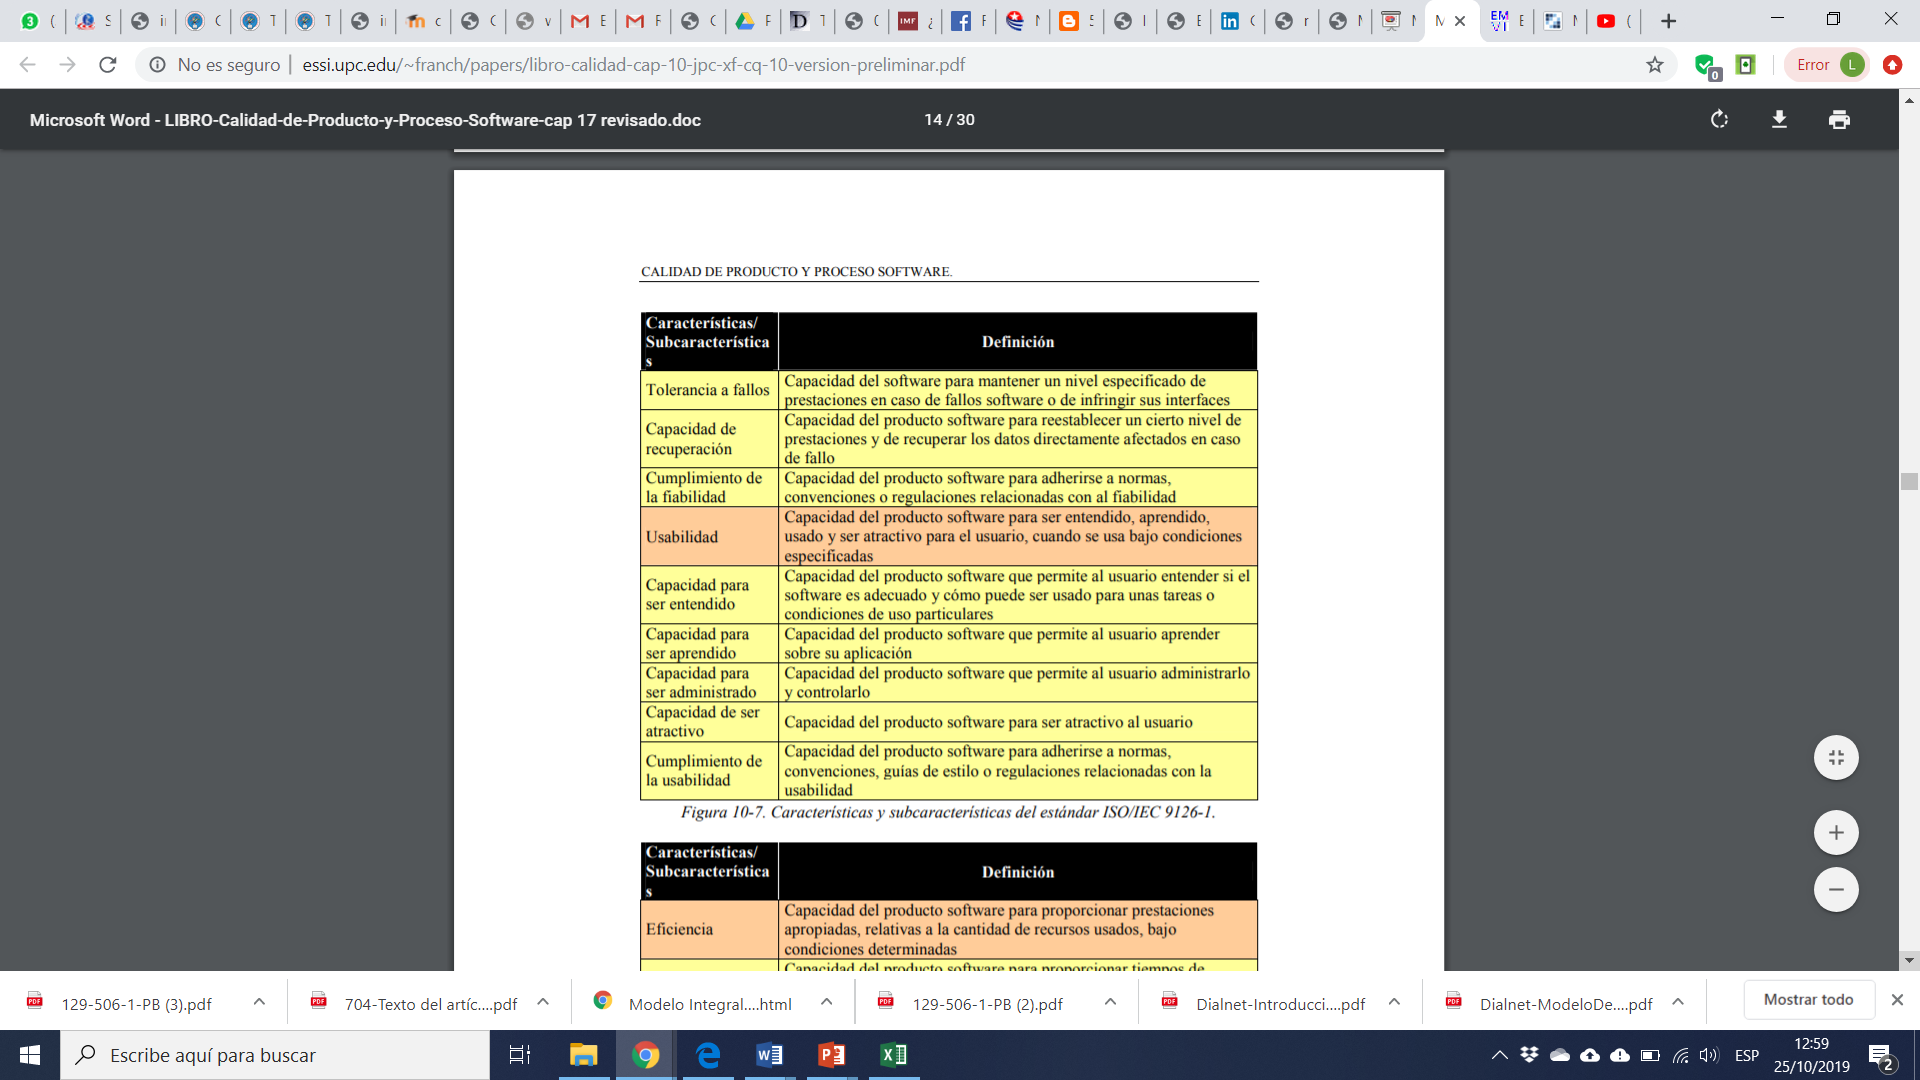 No es seguro | essi.upc.edu/~franch/papers/libro-calidad-cap-10-jpc-xf-cq-10-version-preliminar.pdf
0
Error L
Microsoft Word - LIBRO-Calidad-de-Producto-y-Proceso-Software-cap 17 revisado.doc
14 / 30
CALIDAD DE PRODUCTO Y PROCESO SOFTWARE.
Características/
Subcaracterística
s
Definición
Tolerancia a fallos
Capacidad del software para mantener un nivel especificado de
prestaciones en caso de fallos software o de infringir sus interfaces
Capacidad de
recuperación
Capacidad del producto software para reestablecer un cierto nivel de
prestaciones y de recuperar los datos directamente afectados en caso
de fallo
Cumplimiento de
la fiabilidad
Capacidad del producto software para adherirse a normas,
convenciones o regulaciones relacionadas con al fiabilidad
Usabilidad
Capacidad del producto software para ser entendido, aprendido,
usado y ser atractivo para el usuario, cuando se usa bajo condiciones
especificadas
Capacidad para
ser entendido
Capacidad del producto software que permite al usuario entender si el
software es adecuado y cómo puede ser usado para unas tareas o
condiciones de uso particulares
Capacidad para
ser aprendido
Capacidad del producto software que permite al usuario aprender
sobre su aplicación
Capacidad para
ser administrado
Capacidad del producto software que permite al usuario administrarlo
y controlarlo
Capacidad de ser
atractivo
Capacidad del producto software para ser atractivo al usuario
Cumplimiento de
la usabilidad
Capacidad del producto software para adherirse a normas,
convenciones, guías de estilo o regulaciones relacionadas con la
usabilidad
Figura 10-7. Características y subcaracterísticas del estándar ISO/IEC 9126-1.
Características/
Subcaracterística
s
Definición
Eficiencia
Capacidad del producto software para proporcionar prestaciones
apropiadas, relativas a la cantidad de recursos usados, bajo
condiciones determinadas
Capacidad del producto software para proporcionar tiempos de
129-506-1-PB (3).pdf
704-Texto del artíc....pdf
Modelo Integral....html
129-506-1-PB (2).pdf
Dialnet-Introducci....pdf
Dialnet-ModeloDe....pdf
Mostrar todo
Escribe aquí para buscar
ESP
12:59
25/10/2019
2